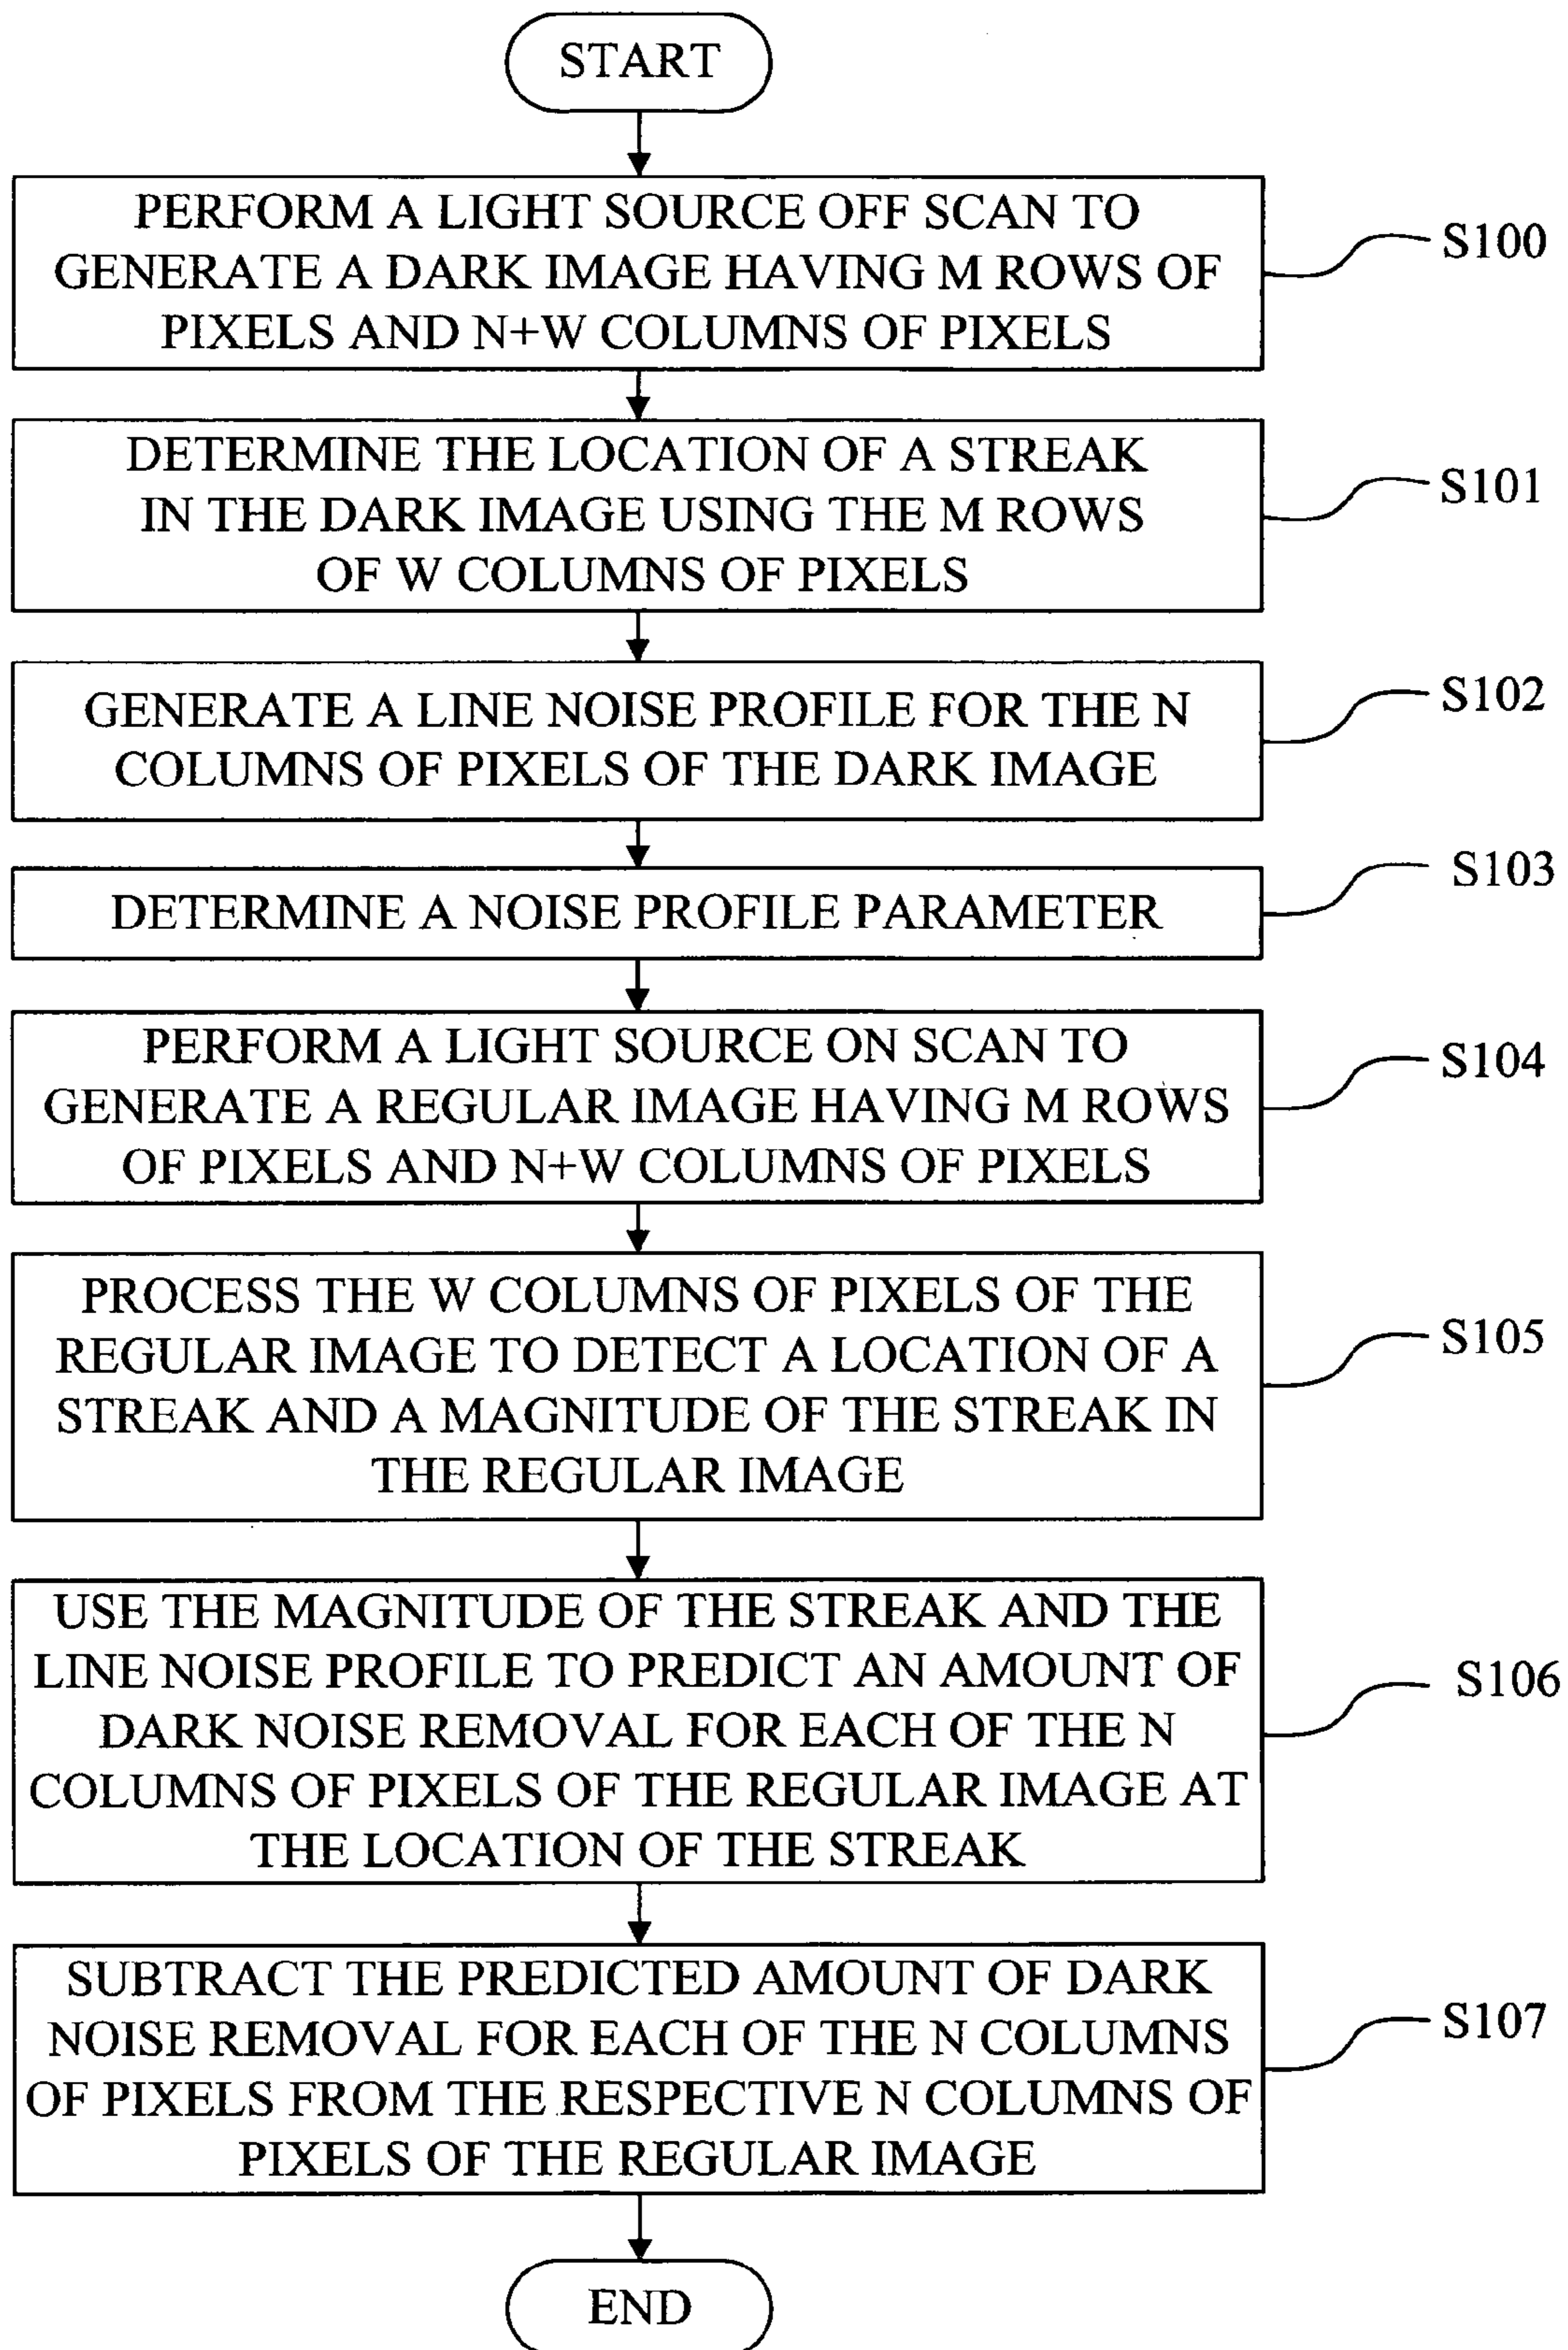 START
PERFORM A LIGHT SOURCE OFF SCAN TO
GENERATE A DARK IMAGE HAVING M ROWS OF
PIXELS AND N+W COLUMNS OF PIXELS
S100
DETERMINE THE LOCATION OF A STREAK
IN THE DARK IMAGE USING THE M ROWS
OF W COLUMNS OF PIXELS
S101
GENERATE A LINE NOISE PROFILE FOR THE N
COLUMNS OF PIXELS OF THE DARK IMAGE
S102
DETERMINE A NOISE PROFILE PARAMETER
S103
PERFORM A LIGHT SOURCE ON SCAN TO
GENERATE A REGULAR IMAGE HAVING M ROWS
OF PIXELS AND N+W COLUMNS OF PIXELS
S104
PROCESS THE W COLUMNS OF PIXELS OF THE
REGULAR IMAGE TO DETECT A LOCATION OF A
STREAK AND A MAGNITUDE OF THE STREAK IN
THE REGULAR IMAGE
S105
USE THE MAGNITUDE OF THE STREAK AND THE
LINE NOISE PROFILE TO PREDICT AN AMOUNT OF
DARK NOISE REMOVAL FOR EACH OF THE N
COLUMNS OF PIXELS OF THE REGULAR IMAGE AT
THE LOCATION OF THE STREAK
S106
SUBTRACT THE PREDICTED AMOUNT OF DARK
NOISE REMOVAL FOR EACH OF THE N COLUMNS
OF PIXELS FROM THE RESPECTIVE N COLUMNS OF
PIXELS OF THE REGULAR IMAGE
S107
END